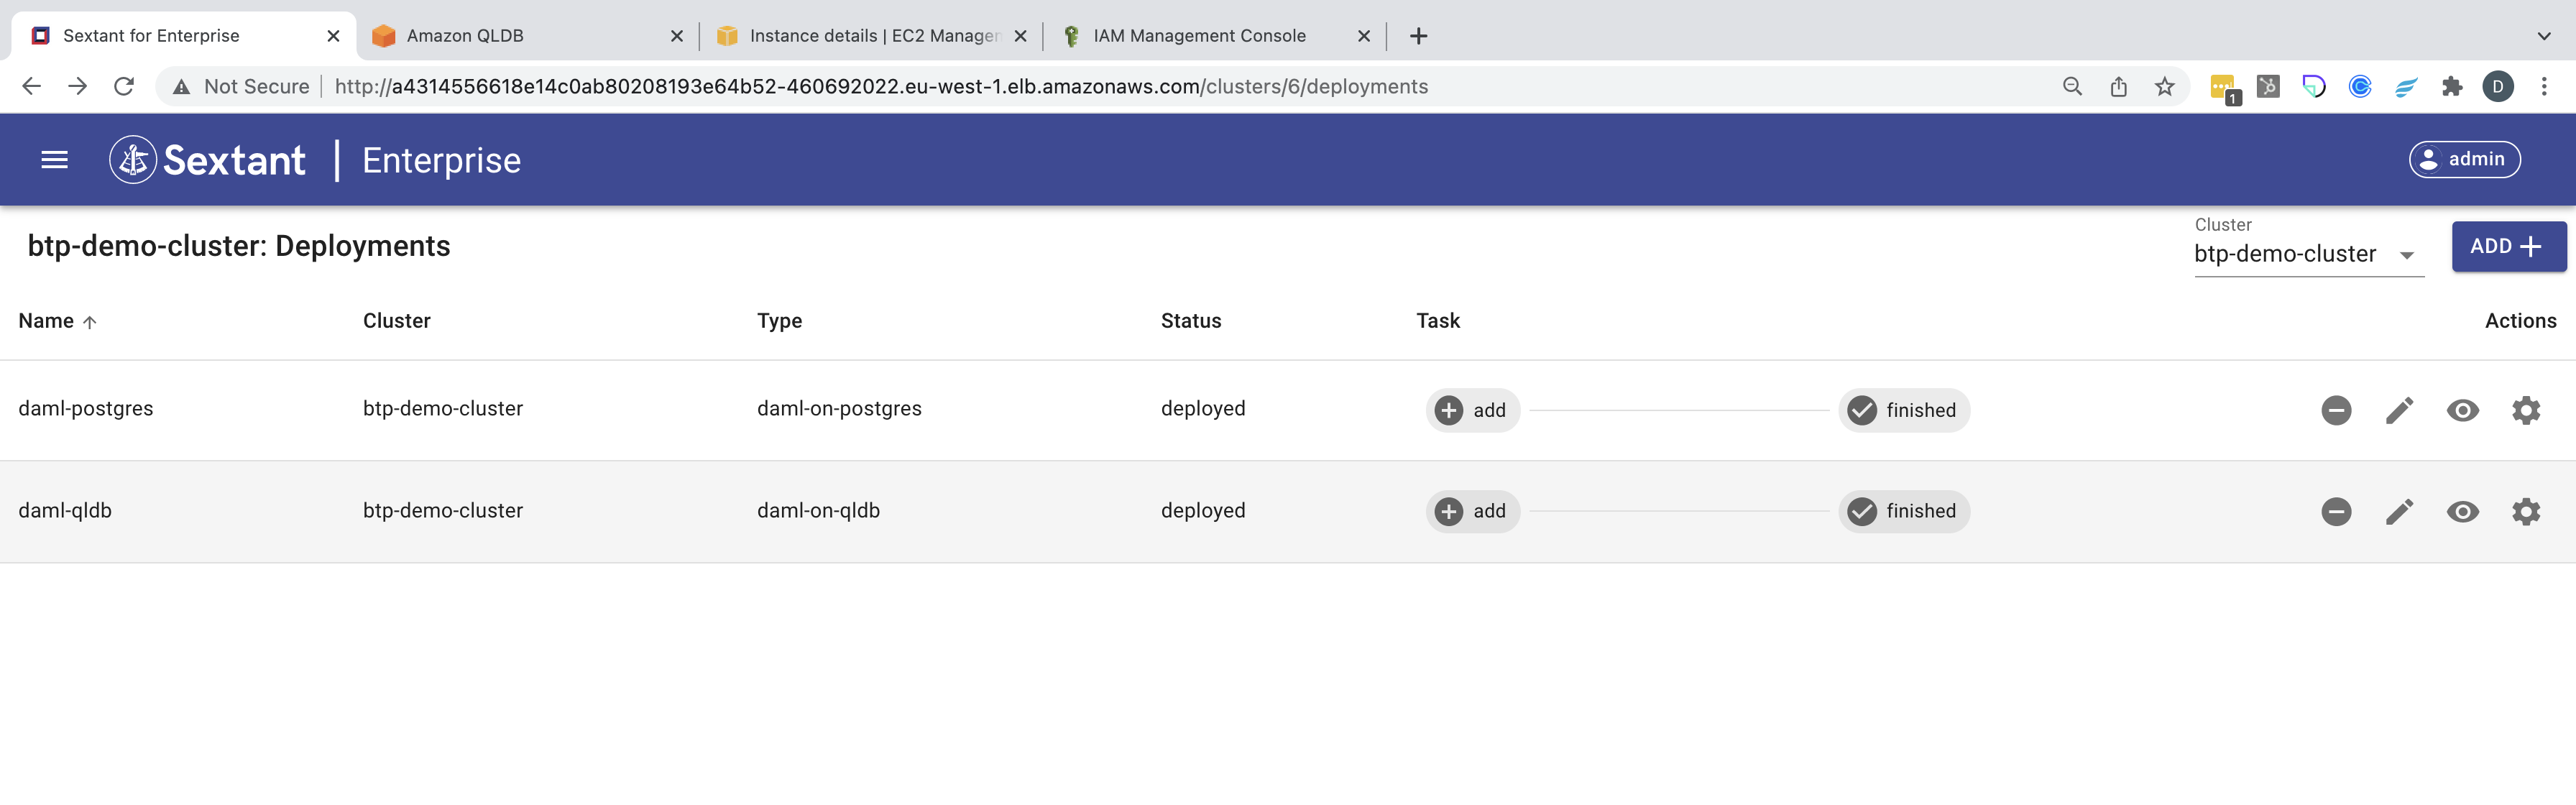 Sextant for Enterprise
Amazon QLDB
Instance details | EC2 Manager
IAM Management Console
Not Secure | http://a4314556618e14c0ab80208193e64b52-460692022.eu-west-1.elb.amazonaws.com/clusters/6/deployments
1
D
Sextant | Enterprise
admin
btp-demo-cluster: Deployments
Cluster
btp-demo-cluster
ADD
Name Cluster Type Status Task Actions
daml-postgres btp-demo-cluster daml-on-postgres deployed add finished
daml-qldb btp-demo-cluster daml-on-qldb deployed add finished